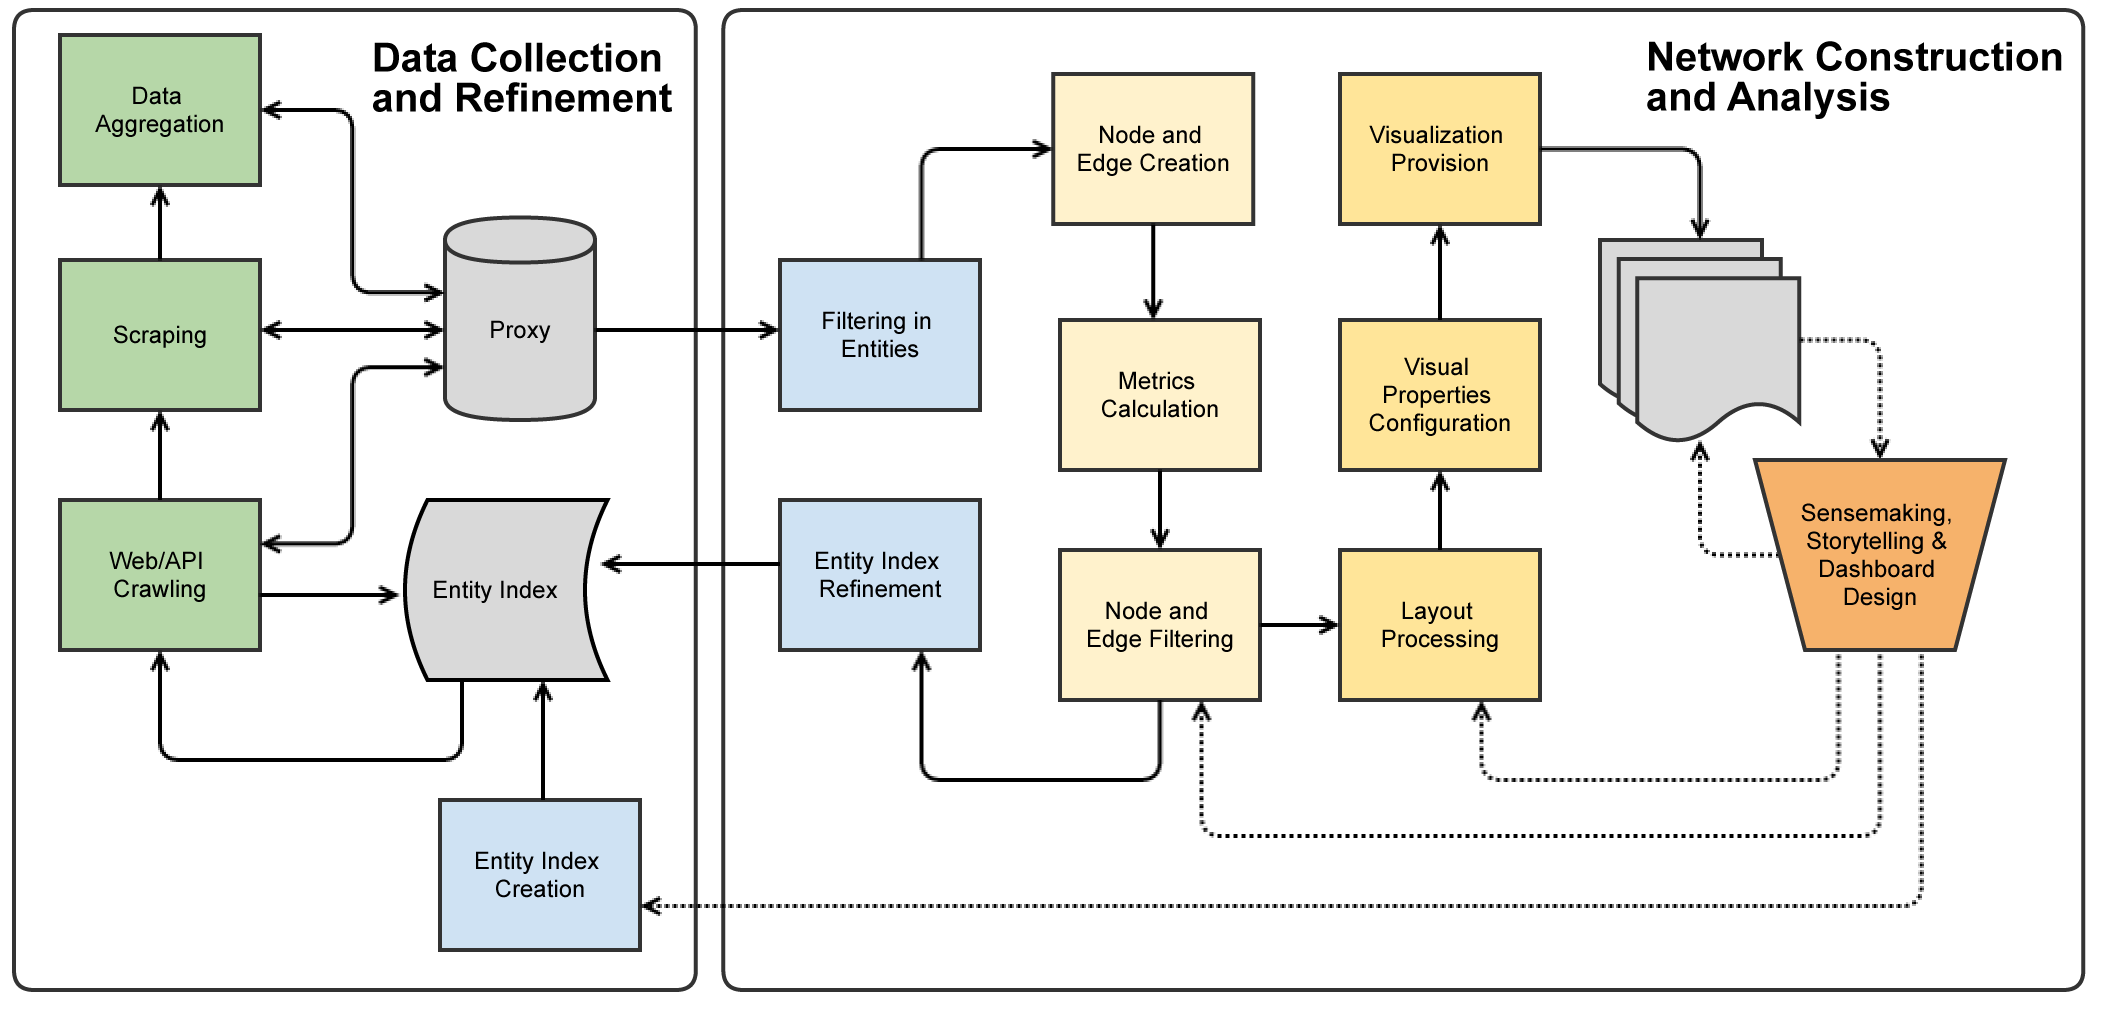 Data Collection
and Refinement
Data
Aggregation
Scraping
Proxy
Web/API
Crawling
Entity Index
Entity Index
Creation
Network Construction
and Analysis
Filtering in
Entities
Entity Index
Refinement
Node and
Edge Creation
Metrics
Calculation
Node and
Edge Filtering
Visualization
Provision
Visual
Properties
Configuration
Layout
Processing
Sensemaking,
Storytelling &
Dashboard
Design